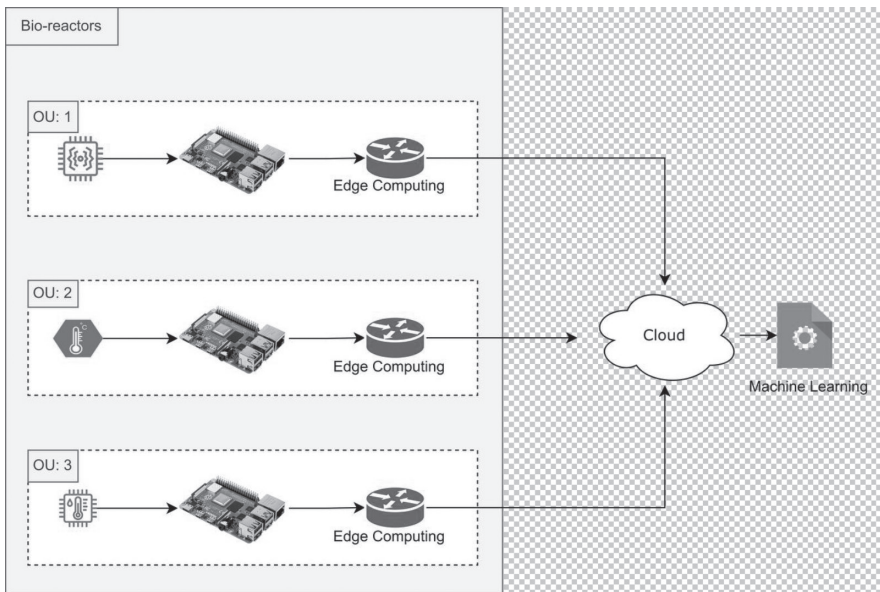 Bio-reactors
OU: 1
Edge Computing
OU: 2
Edge Computing
Cloud
Machine Learning
OU: 3
Edge Computing